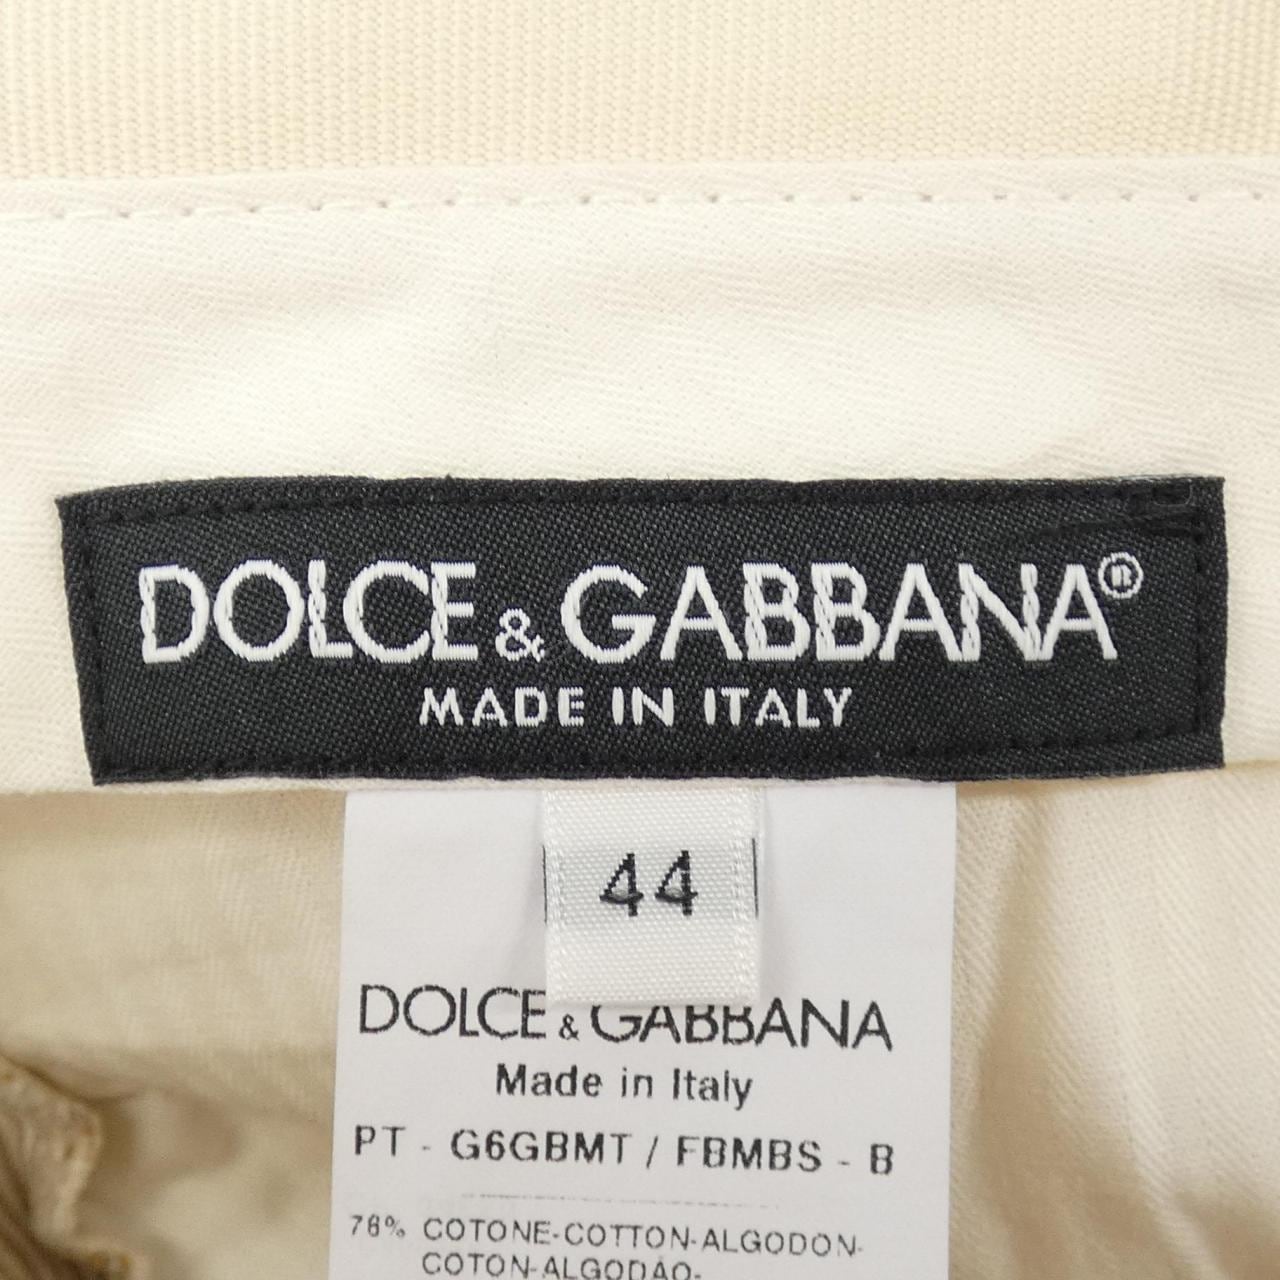 DOLCE & GABBANA®
MADE IN ITALY
44
DOLCE & GABBANA
Made in Italy
PT - G6GBMT / FBMBS - B
76% COTONE-COTTON-ALGODON-
COTON-ALGODÃO-